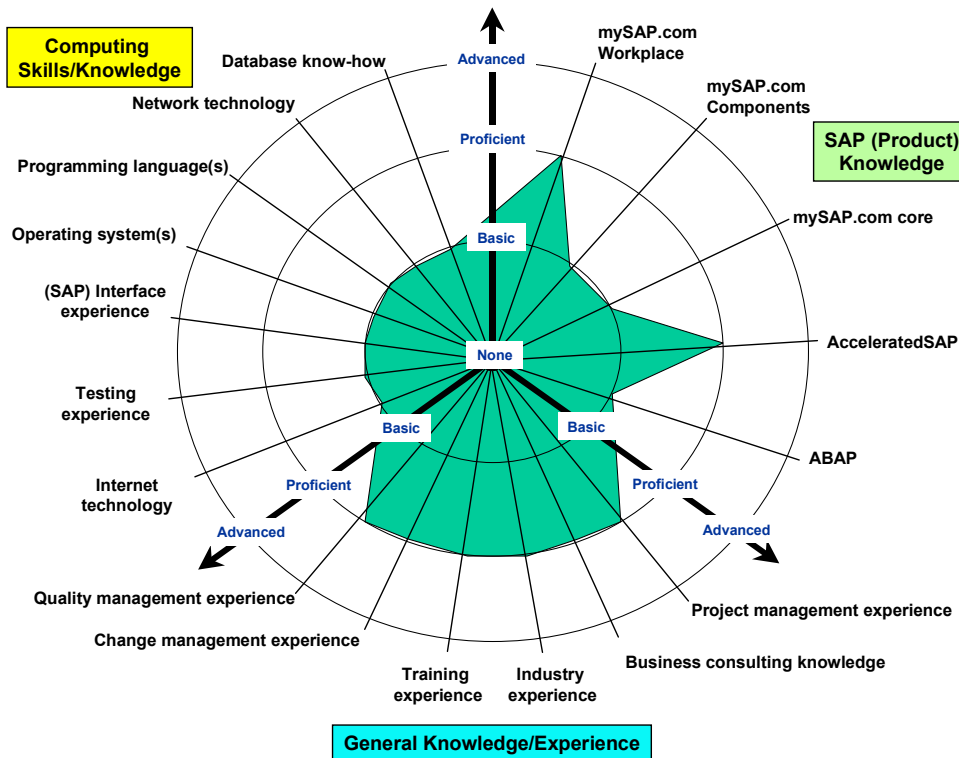 Computing
Skills/Knowledge
Database know-how
Advanced
mySAP.com
Workplace
Network technology
mySAP.com
Components
Proficient
SAP (Product)
Knowledge
Programming language(s)
mySAP.com core
Operating system(s)
Basic
(SAP) Interface
experience
None
AcceleratedSAP
Testing
experience
Basic
Basic
ABAP
Internet
technology
Proficient
Proficient
Advanced
Advanced
Quality management experience
Project management experience
Change management experience
Business consulting knowledge
Training
experience
Industry
experience
General Knowledge/Experience